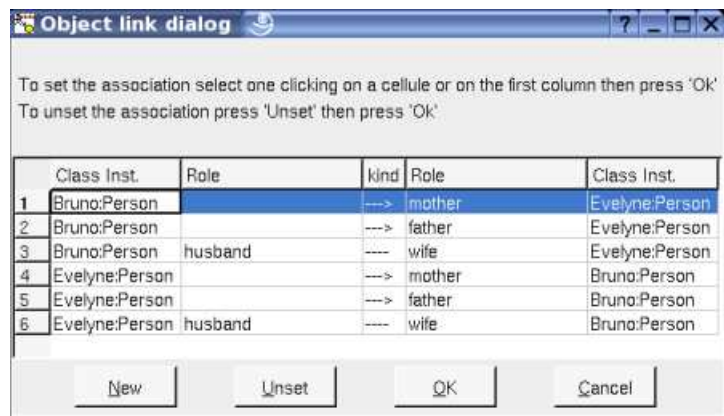 Object link dialog ? _ X
To set the association select one clicking on a cellule or on the first column then press 'Ok'
To unset the association press 'Unset' then press 'Ok'
Class Inst. Role kind Role Class Inst.
1 Bruno:Person ---> mother Evelyne:Person
2 Bruno:Person ---> father Evelyne:Person
3 Bruno:Person husband ---- wife Evelyne:Person
4 Evelyne:Person ---> mother Bruno:Person
5 Evelyne:Person ---> father Bruno:Person
6 Evelyne:Person husband ---- wife Bruno:Person
New Unset OK Cancel